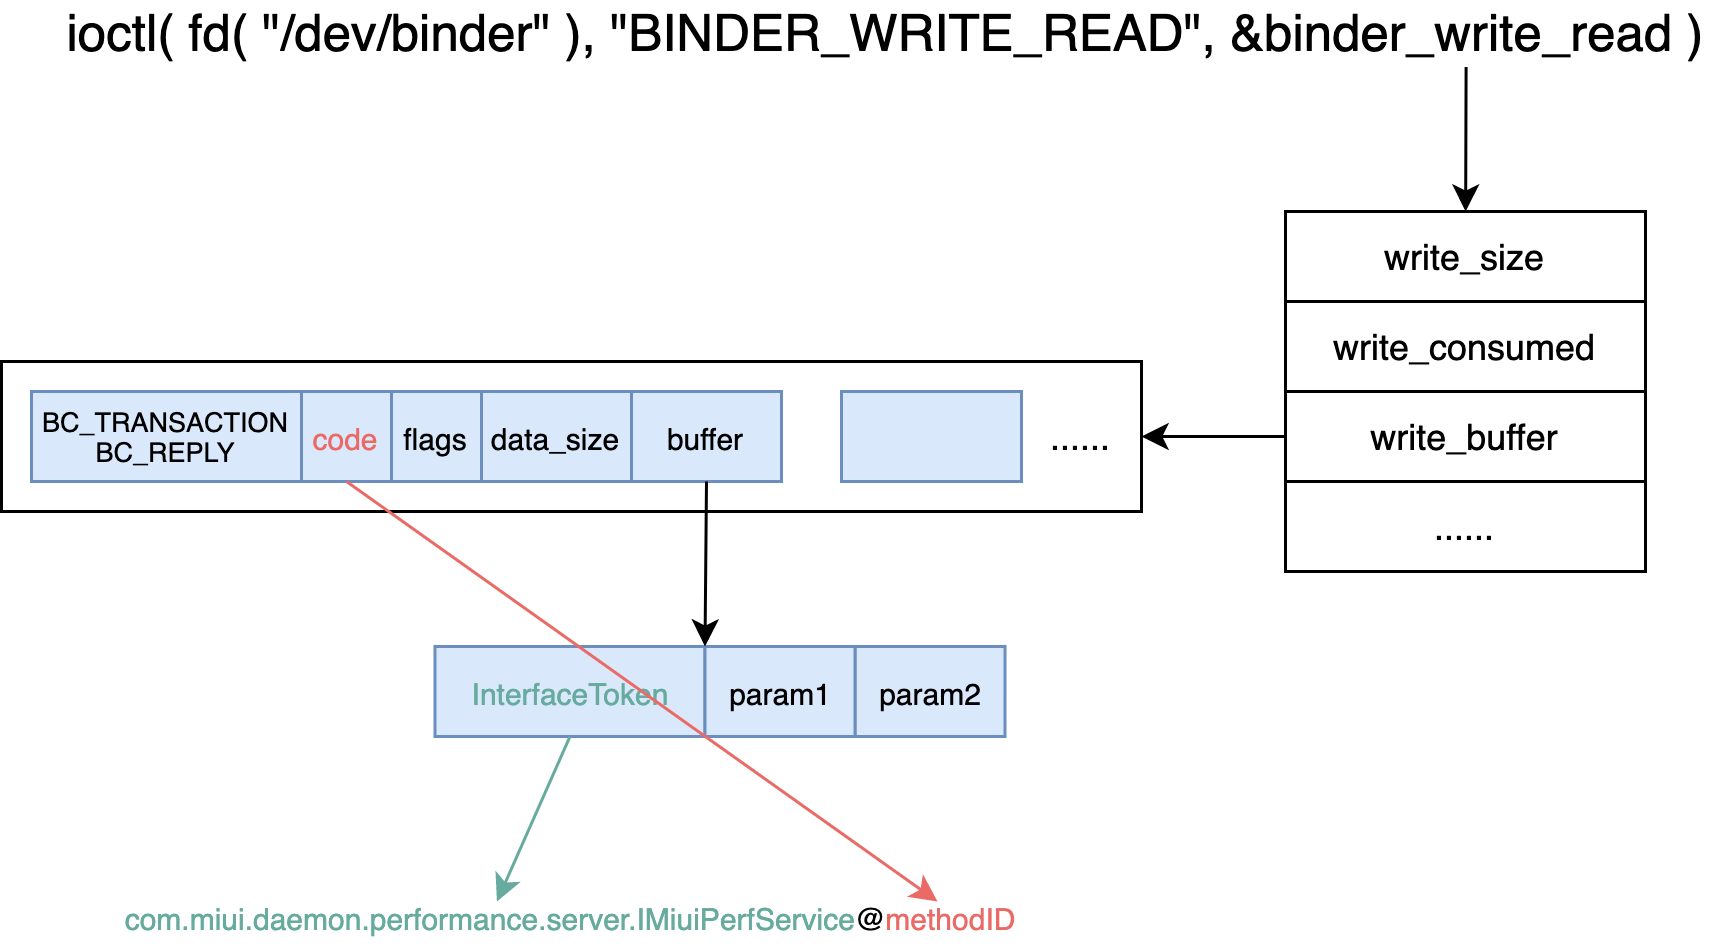 ioctl( fd( "/dev/binder" ), "BINDER_WRITE_READ", &binder_write_read )
write_size
write_consumed
write_buffer
......
BC_TRANSACTION
BC_REPLY
code
flags
data_size
buffer
......
InterfaceToken
param1
param2
com.miui.daemon.performance.server.IMiuiPerfService@methodID